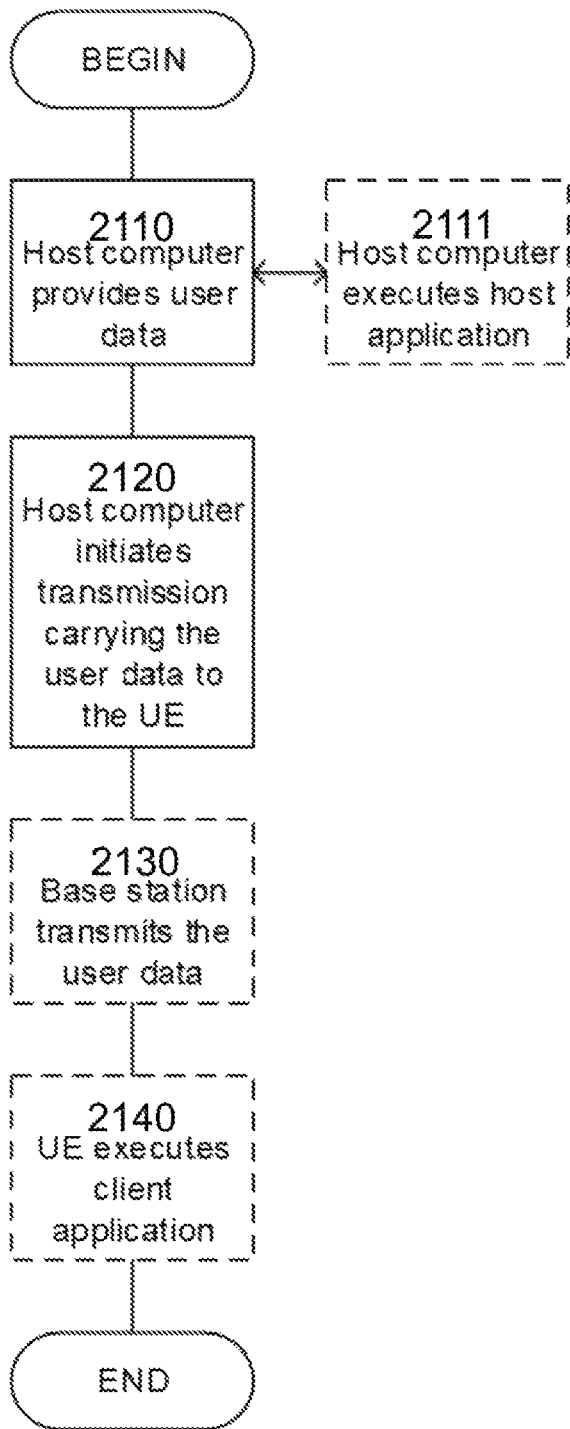 BEGIN
2110
Host computer
provides user
data
2111
Host computer
executes host
application
2120
Host computer
initiates
transmission
carrying the
user data to
the UE
2130
Base station
transmits the
user data
2140
UE executes
client
application
END